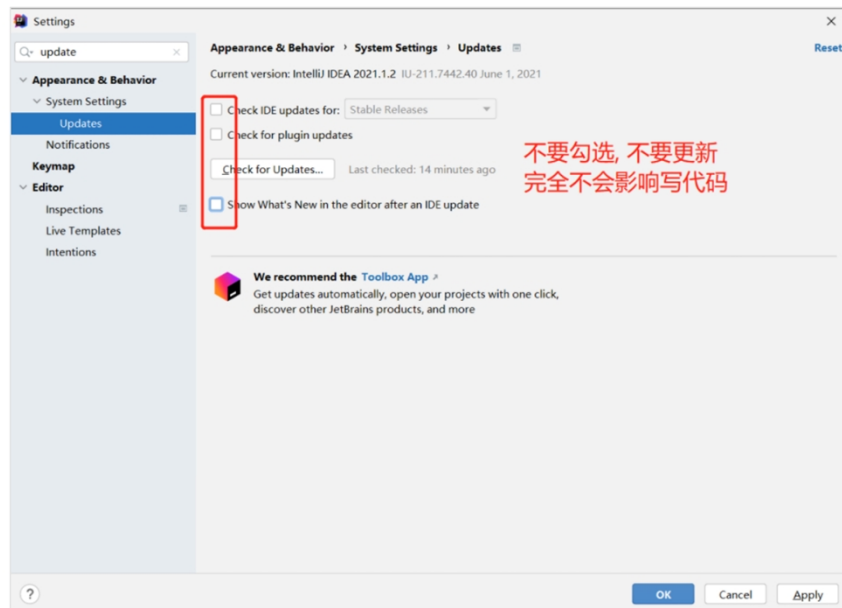 Settings
update
Appearance & Behavior
System Settings
Updates
Notifications
Keymap
Editor
Inspections
Live Templates
Intentions
Appearance & Behavior › System Settings › Updates
Reset
Current version: IntelliJ IDEA 2021.1.2 IU-211.7442.40 June 1, 2021
Check IDE updates for: Stable Releases
Check for plugin updates
Check for Updates... Last checked: 14 minutes ago
Show What's New in the editor after an IDE update
不要勾选, 不要更新
完全不会影响写代码
We recommend the Toolbox App ↗
Get updates automatically, open your projects with one click,
discover other JetBrains products, and more
?
OK Cancel Apply